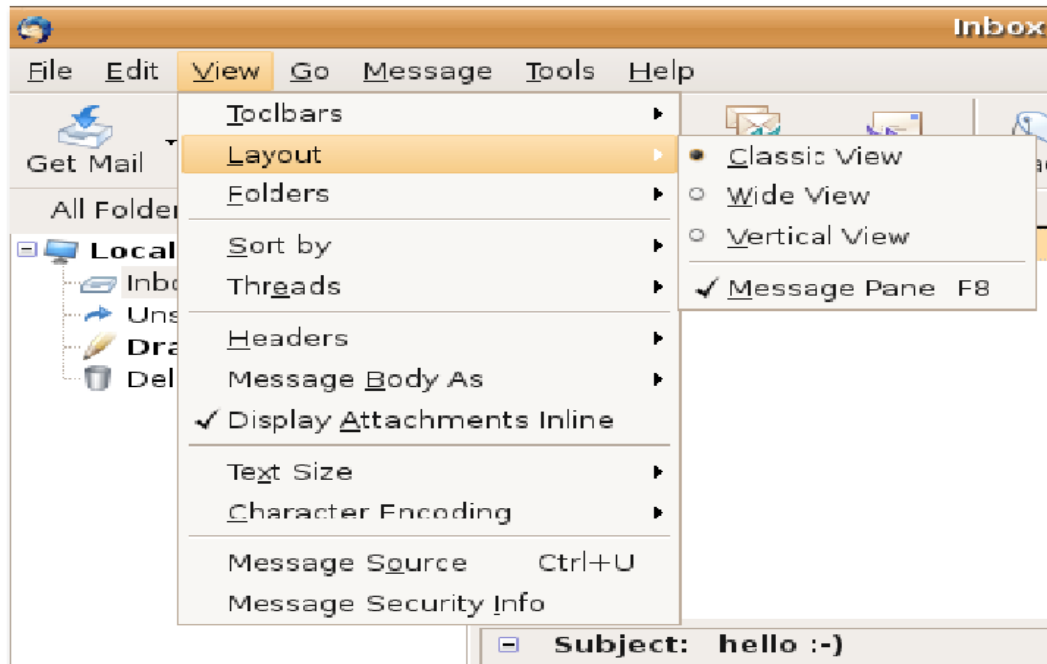 Inbox
File Edit View Go Message Tools Help
Get Mail
Toolbars
Layout
Folders
Sort by
Threads
Headers
Message Body As
Display Attachments Inline
Text Size
Character Encoding
Message Source Ctrl+U
Message Security Info
Classic View
Wide View
Vertical View
Message Pane F8
All Folder
Local
Inbo
Uns
Dra
Del
Subject: hello :-)